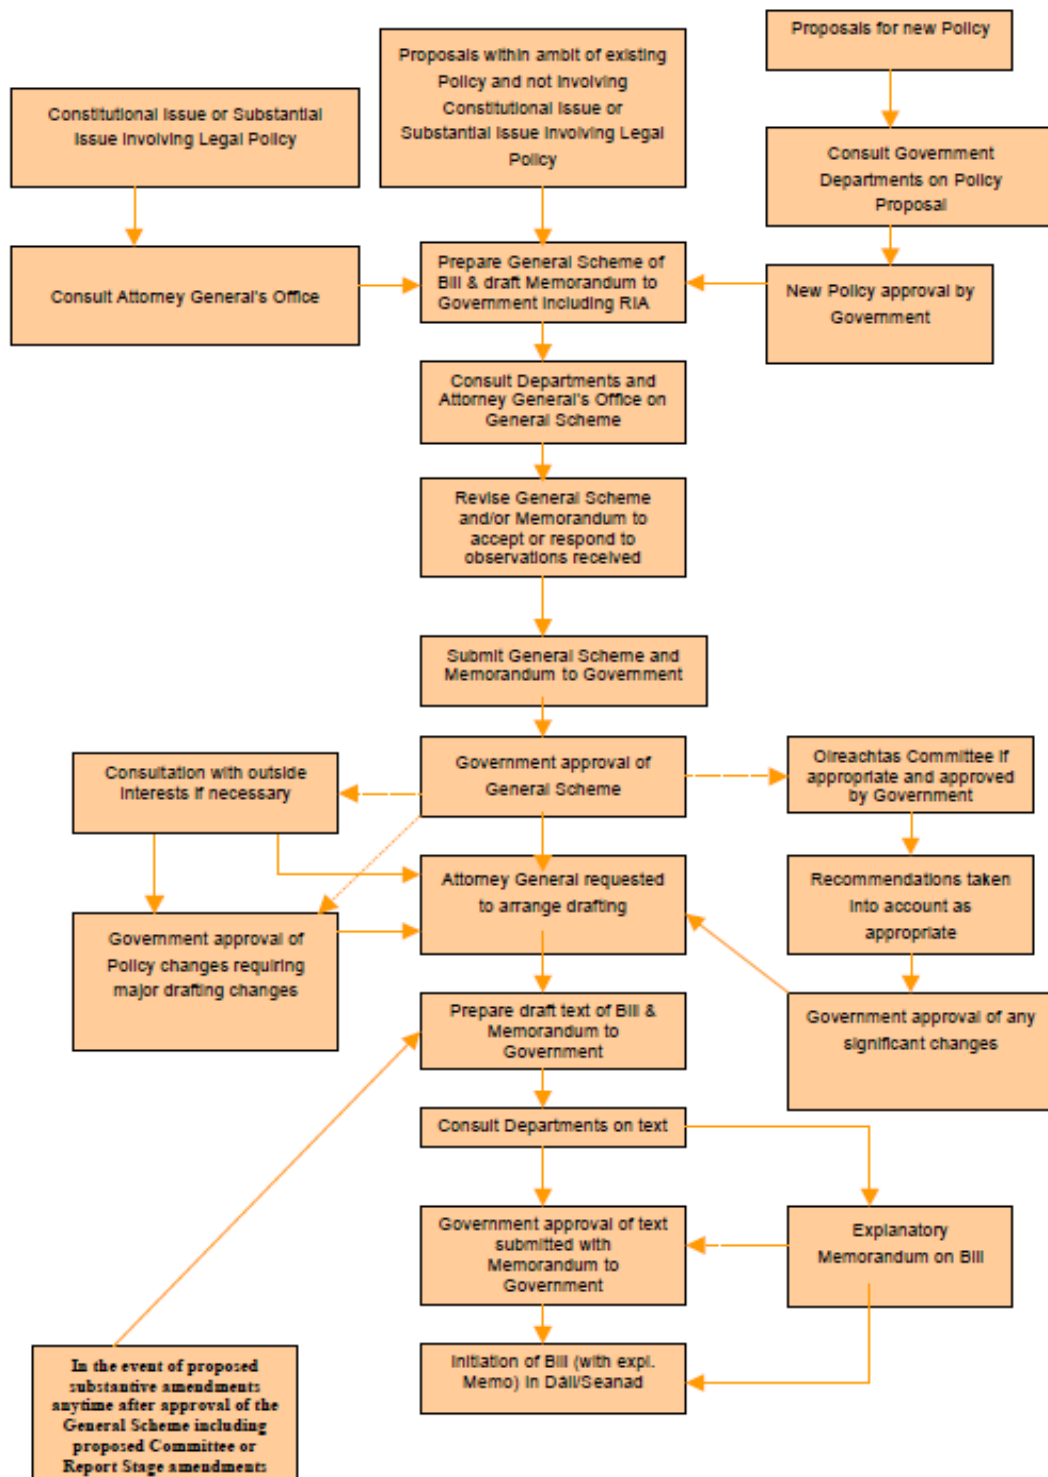 Proposals for new Policy
Proposals within ambit of existing
Policy and not involving
Constitutional Issue or
Substantial Issue Involving Legal
Policy
Constitutional Issue or Substantial
Issue Involving Legal Policy
Consult Government
Departments on Policy
Proposal
Consult Attorney General's Office
Prepare General Scheme of
Bill & draft Memorandum to
Government including RIA
New Policy approval by
Government
Consult Departments and
Attorney General's Office on
General Scheme
Revise General Scheme
and/or Memorandum to
accept or respond to
observations received
Submit General Scheme and
Memorandum to Government
Consultation with outside
Interests if necessary
Government approval of
General Scheme
Oireachtas Committee if
appropriate and approved
by Government
Attorney General requested
to arrange drafting
Recommendations taken
into account as
appropriate
Government approval of
Policy changes requiring
major drafting changes
Prepare draft text of Bill &
Memorandum to
Government
Government approval of any
significant changes
Consult Departments on text
Government approval of text
submitted with
Memorandum to
Government
Explanatory
Memorandum on Bill
Initiation of Bill (with expl.
Memo) in Dáil/Seanad
In the event of proposed
substantive amendments
anytime after approval of the
General Scheme including
proposed Committee or
Report Stage amendments